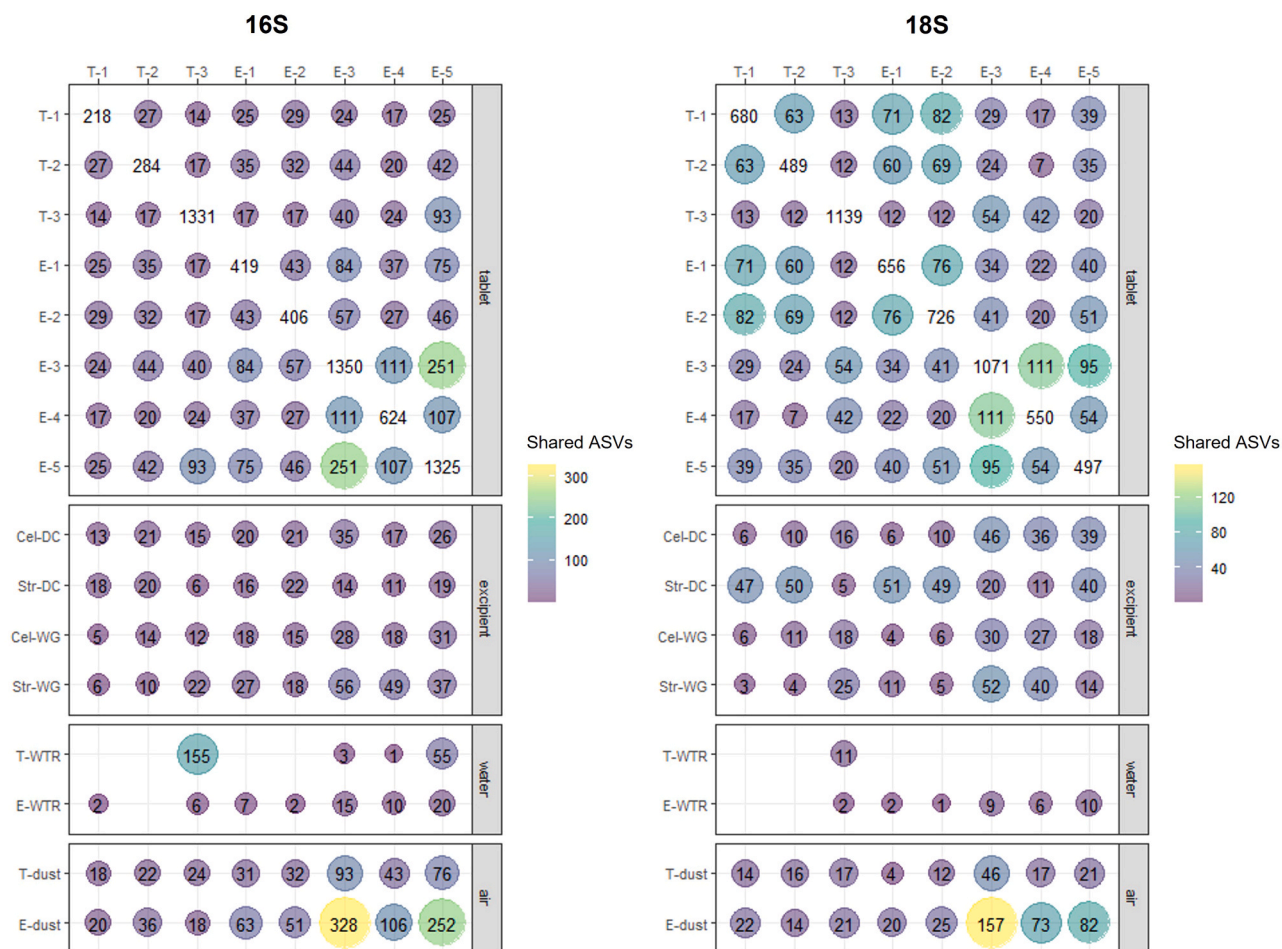 16S
T-1 T-2 T-3 E-1 E-2 E-3 E-4 E-5
T-1 218 27 14 25 29 24 17 25
T-2 27 284 17 35 32 44 20 42
T-3 14 17 1331 17 17 40 24 93
E-1 25 35 17 419 43 84 37 75
E-2 29 32 17 43 406 57 27 46
E-3 24 44 40 84 57 1350 111 251
E-4 17 20 24 37 27 111 624 107
E-5 25 42 93 75 46 251 107 1325
tablet
Cel-DC 13 21 15 20 21 35 17 26
Str-DC 18 20 6 16 22 14 11 19
Cel-WG 5 14 12 18 15 28 18 31
Str-WG 6 10 22 27 18 56 49 37
excipient
T-WTR 155 3 1 55
E-WTR 2 6 7 2 15 10 20
water
T-dust 18 22 24 31 32 93 43 76
E-dust 20 36 18 63 51 328 106 252
air
Shared ASVs
300
200
100
18S
T-1 T-2 T-3 E-1 E-2 E-3 E-4 E-5
T-1 680 63 13 71 82 29 17 39
T-2 63 489 12 60 69 24 7 35
T-3 13 12 1139 12 12 54 42 20
E-1 71 60 12 656 76 34 22 40
E-2 82 69 12 76 726 41 20 51
E-3 29 24 54 34 41 1071 111 95
E-4 17 7 42 22 20 111 550 54
E-5 39 35 20 40 51 95 54 497
tablet
Cel-DC 6 10 16 6 10 46 36 39
Str-DC 47 50 5 51 49 20 11 40
Cel-WG 6 11 18 4 6 30 27 18
Str-WG 3 4 25 11 5 52 40 14
excipient
T-WTR 11
E-WTR 2 2 1 9 6 10
water
T-dust 14 16 17 4 12 46 17 21
E-dust 22 14 21 20 25 157 73 82
air
Shared ASVs
120
80
40